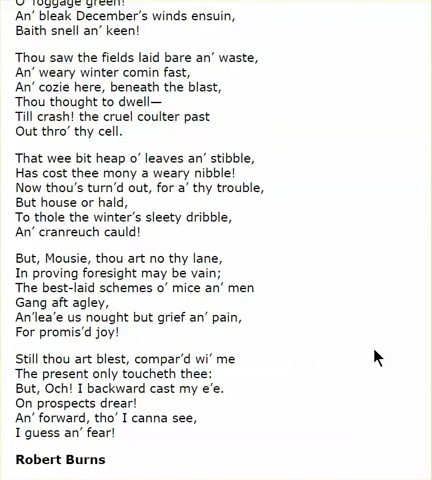 O' foggage green!
An' bleak December's winds ensuin,
Baith snell an' keen!
Thou saw the fields laid bare an' waste,
An' weary winter comin fast,
An' cozie here, beneath the blast,
Thou thought to dwell—
Till crash! the cruel coulter past
Out thro' thy cell.
That wee bit heap o' leaves an' stibble,
Has cost thee mony a weary nibble!
Now thou's turn'd out, for a' thy trouble,
But house or hald,
To thole the winter's sleety dribble,
An' cranreuch cauld!
But, Mousie, thou art no thy lane,
In proving foresight may be vain;
The best-laid schemes o' mice an' men
Gang aft agley,
An'lea'e us nought but grief an' pain,
For promis'd joy!
Still thou art blest, compar'd wi' me
The present only toucheth thee:
But, Och! I backward cast my e'e.
On prospects drear!
An' forward, tho' I canna see,
I guess an' fear!
Robert Burns